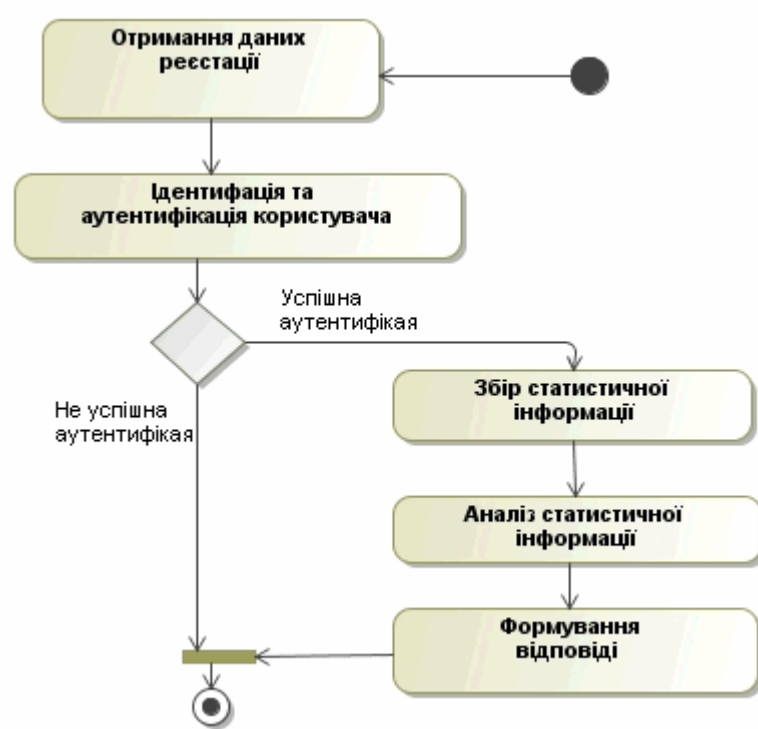 Отримання даних
реєстації
Ідентифація та
аутентифікація користувача
Успішна
аутентифікая
Не успішна
аутентифікая
Збір статистичної
інформації
Аналіз статистичної
інформації
Формування
відповіді